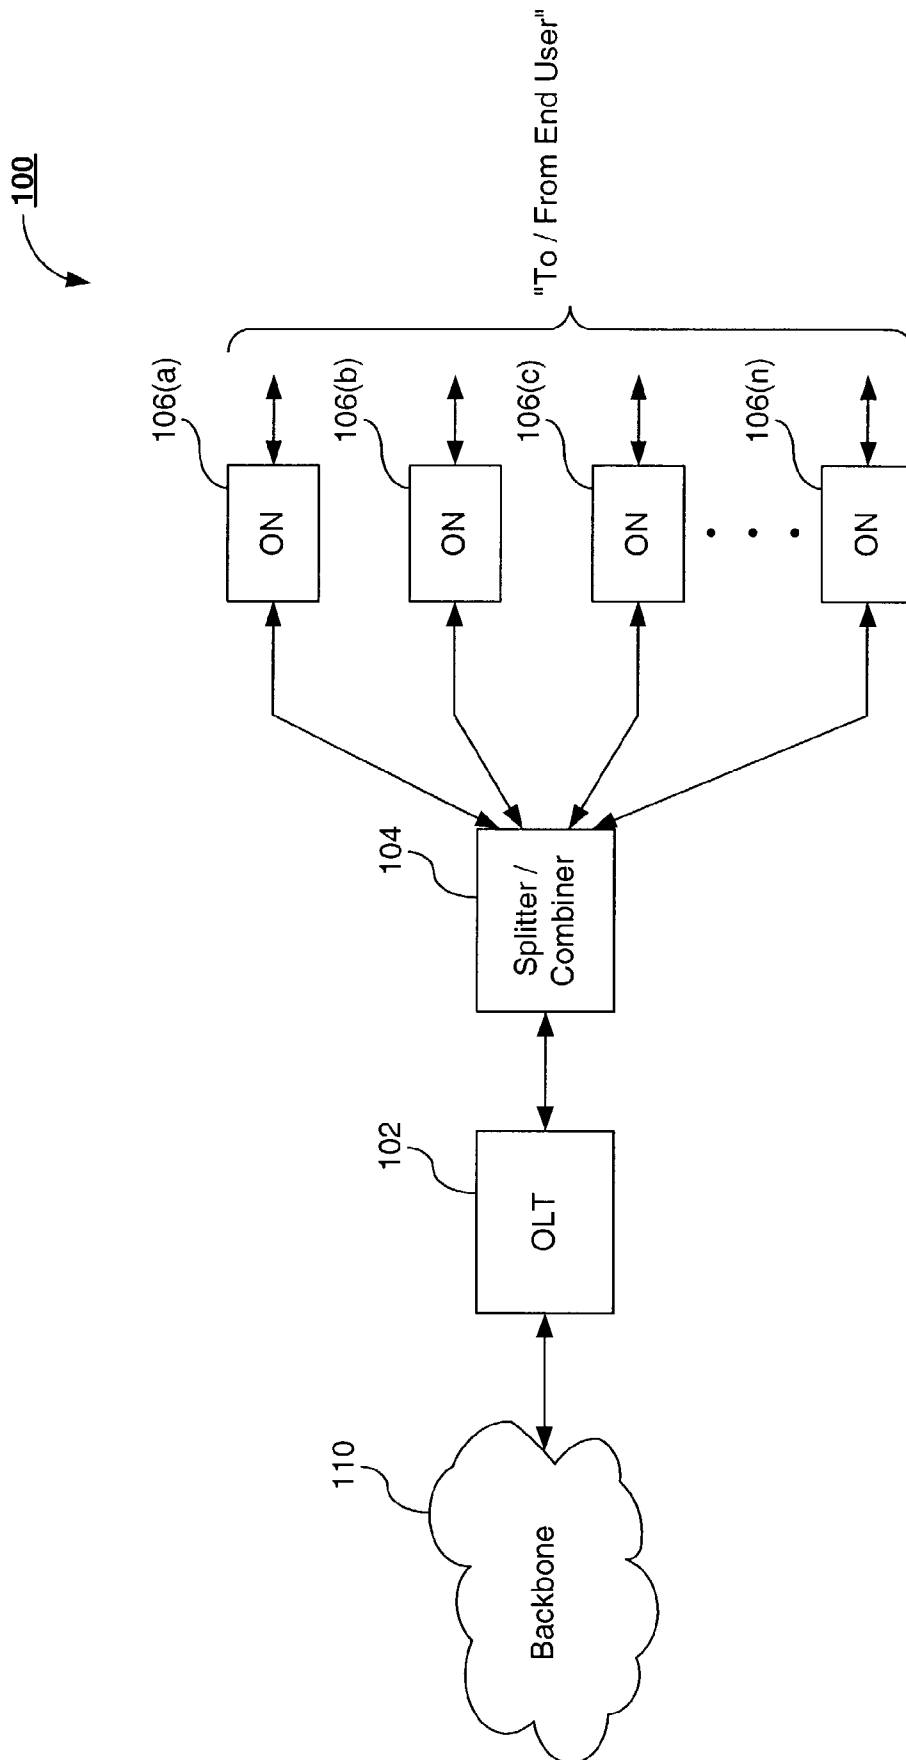 100
106(a)
ON
106(b)
ON
106(c)
ON
106(n)
ON
"To / From End User"
104
Splitter /
Combiner
102
OLT
110
Backbone